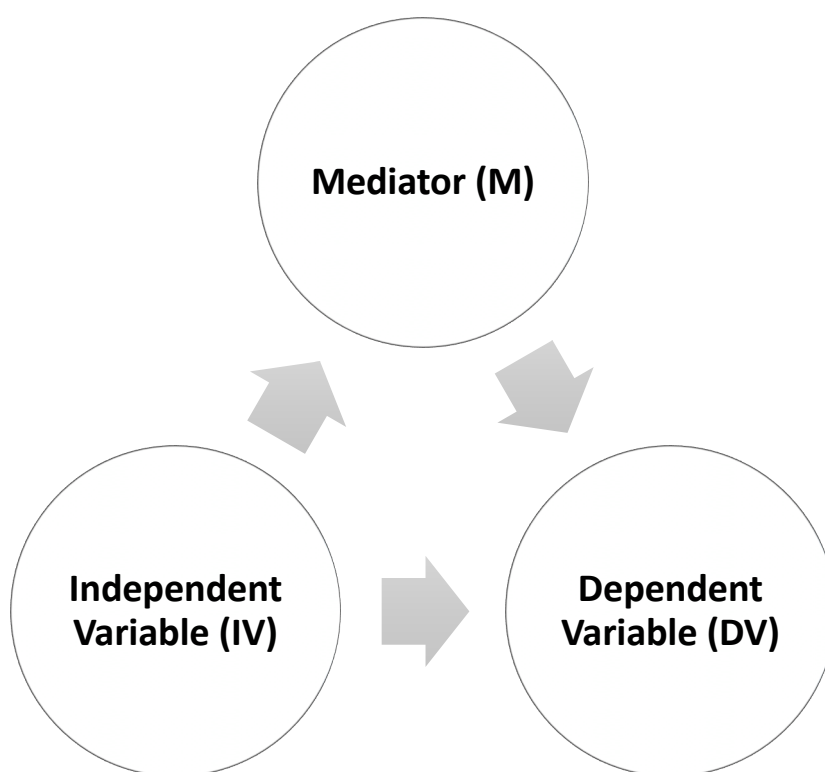 Mediator (M)
Independent
Variable (IV)
Dependent
Variable (DV)